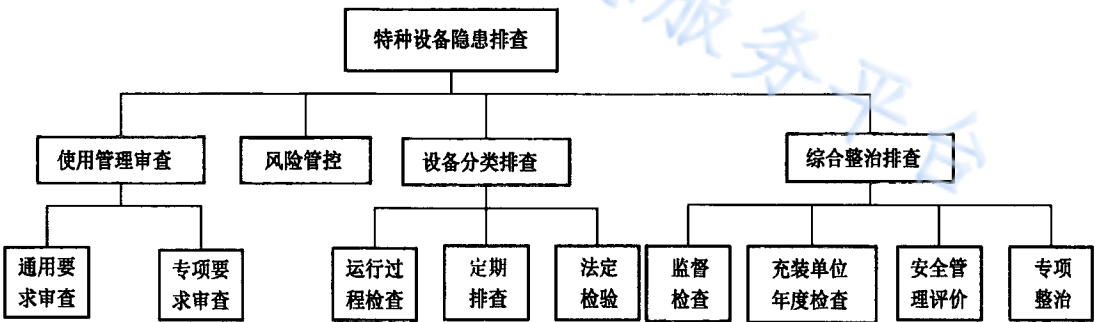 服务平台
特种设备隐患排查
使用管理审查
风险管控
设备分类排查
综合整治排查
通用要
求审查
专项要
求审查
运行过
程检查
定期
排查
法定
检验
监督
检查
充装单位
年度检查
安全管
理评价
专项
整治